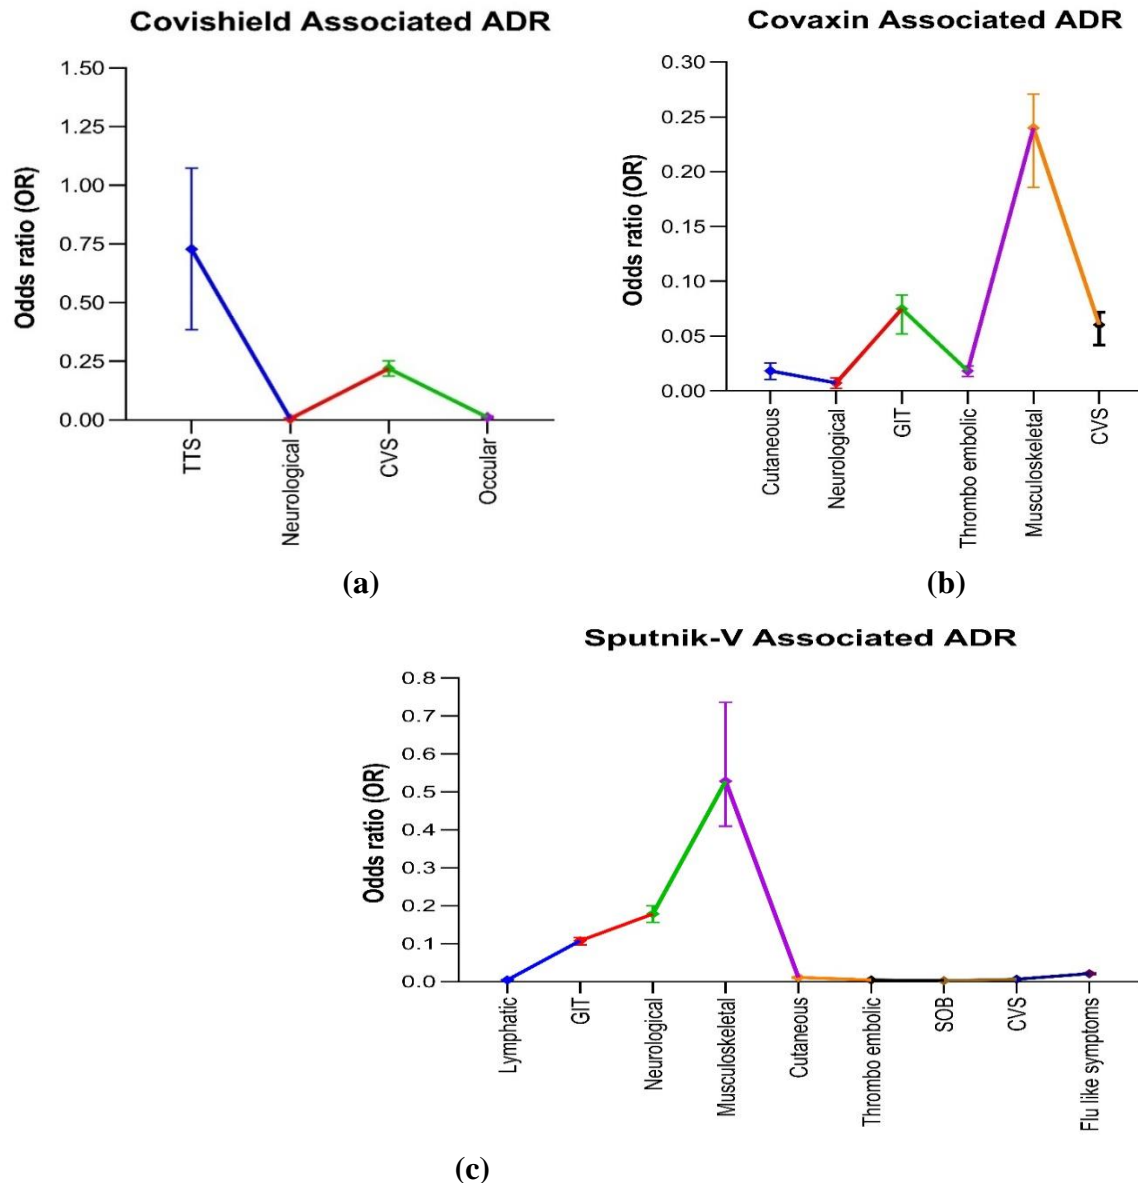 Covishield Associated ADR
Odds ratio (OR)
1.50
1.25
1.00
0.75
0.50
0.25
0.00
TTS
Neurological
CVS
Occular
(a)
Covaxin Associated ADR
Odds ratio (OR)
0.30
0.25
0.20
0.15
0.10
0.05
0.00
Cutaneous
Neurological
GIT
Thrombo embolic
Musculoskeletal
CVS
(b)
Sputnik-V Associated ADR
Odds ratio (OR)
0.8
0.7
0.6
0.5
0.4
0.3
0.2
0.1
0.0
Lymphatic
GIT
Neurological
Musculoskeletal
Cutaneous
Thrombo embolic
SOB
CVS
Flu like symptoms
(c)